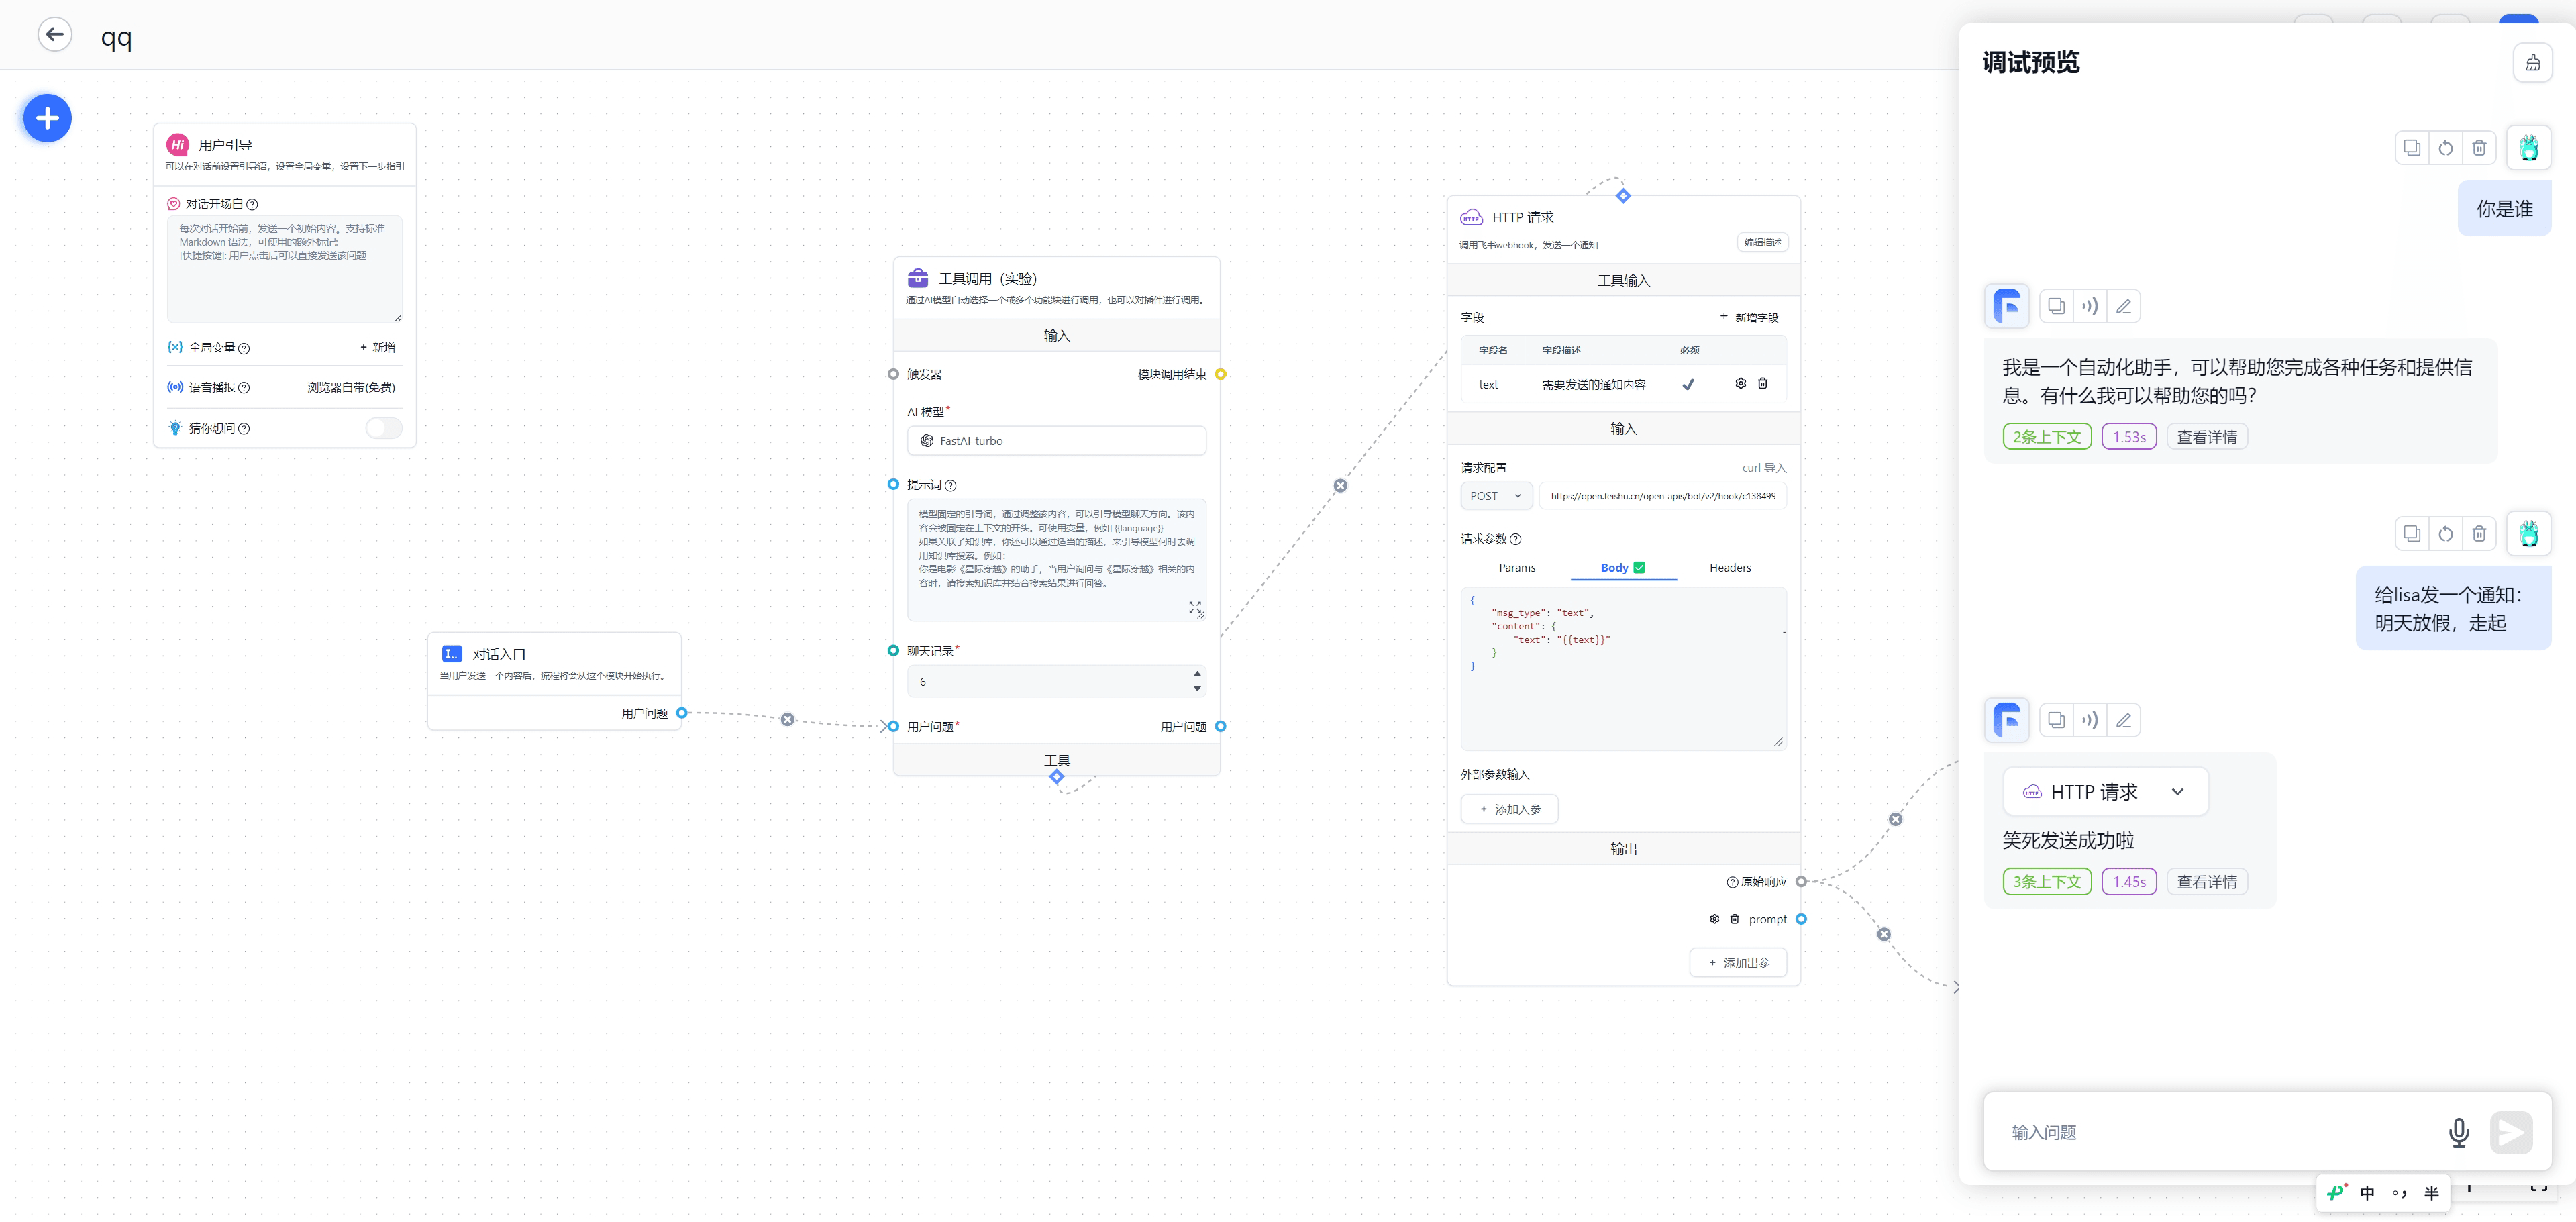 qq
用户引导
可以在对话前设置引导语，设置全局变量，设置下一步指引
对话开场白
每次对话开始前，发送一个初始内容。支持标准
Markdown 语法，可使用的额外标记:
[快捷按键]: 用户点击后可以直接发送该问题
全局变量
+ 新增
语音播报
浏览器自带(免费)
猜你想问
对话入口
当用户发送一个内容后，流程将会从这个模块开始执行。
用户问题
工具调用（实验）
通过AI模型自动选择一个或多个功能块进行调用，也可以对插件进行调用。
输入
触发器
模块调用结束
AI 模型*
FastAI-turbo
提示词
模型固定的引导词，通过调整该内容，可以引导模型聊天方向。该内
容会被固定在上下文的开头。可使用变量，例如 {{language}}
如果关联了知识库，你还可以通过适当的描述，来引导模型何时去调
用知识库搜索。例如：
你是电影《星际穿越》的助手，当用户询问与《星际穿越》相关的内
容时，请搜索知识库并结合搜索结果进行回答。
聊天记录*
6
用户问题*
用户问题
工具
HTTP 请求
调用飞书webhook，发送一个通知
编辑描述
工具输入
字段
+ 新增字段
字段名
字段描述
必须
text
需要发送的通知内容
输入
请求配置
curl 导入
POST
https://open.feishu.cn/open-apis/bot/v2/hook/c138499
请求参数
Params
Body
Headers
{
"msg_type": "text",
"content": {
"text": "{{text}}"
}
}
外部参数输入
+ 添加入参
输出
原始响应
prompt
+ 添加出参
调试预览
你是谁
我是一个自动化助手，可以帮助您完成各种任务和提供信
息。有什么我可以帮助您的吗？
2条上下文
1.53s
查看详情
给lisa发一个通知：
明天放假，走起
HTTP 请求
笑死发送成功啦
3条上下文
1.45s
查看详情
输入问题
中 半